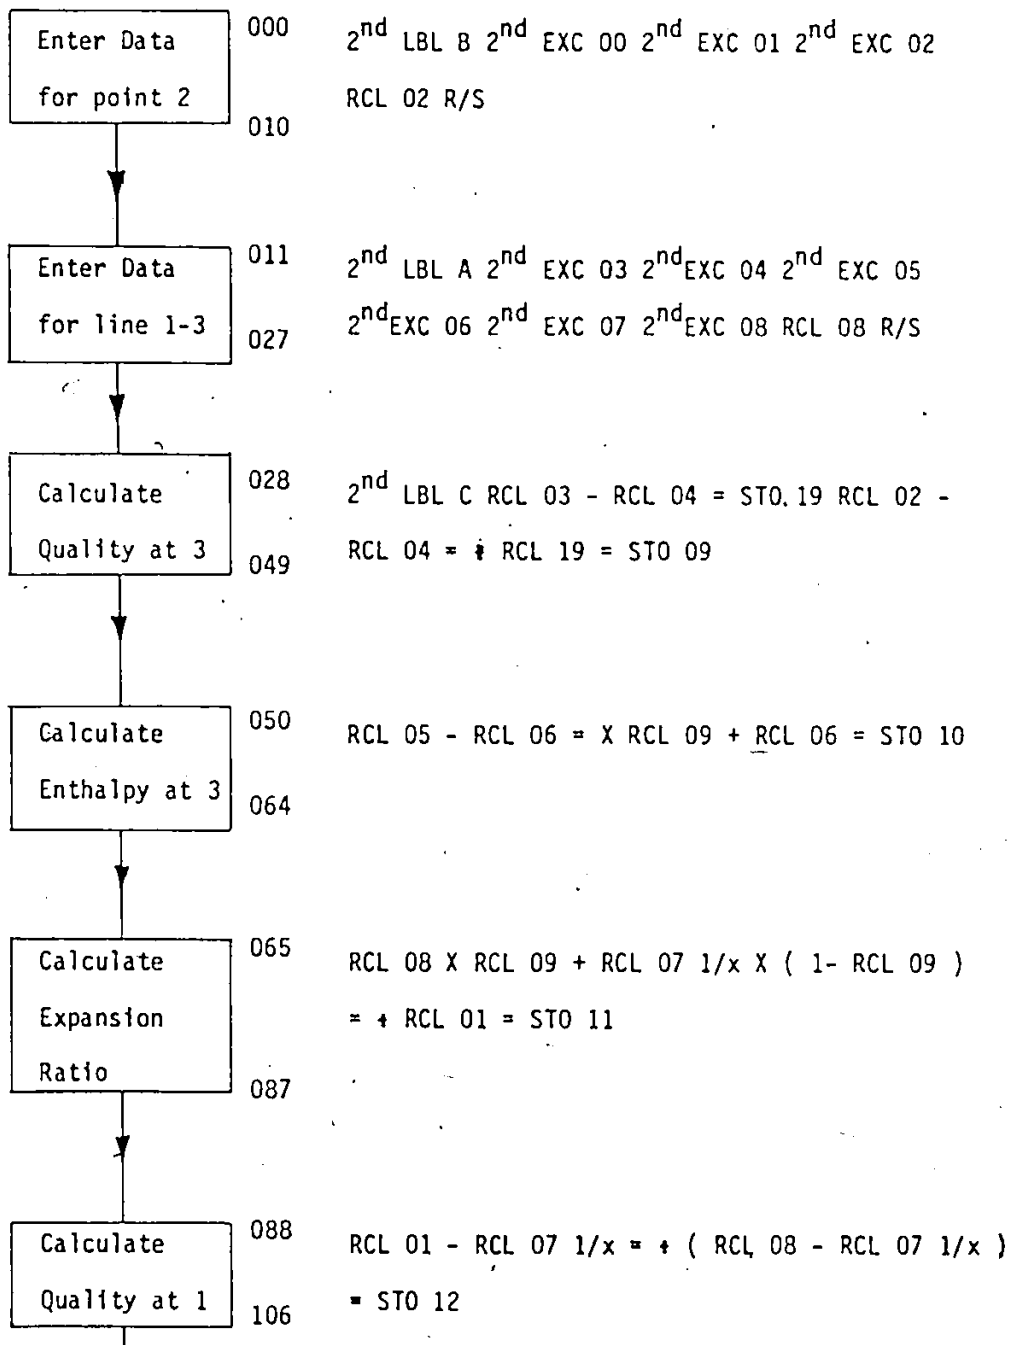 Enter Data
for point 2
000
010
2nd LBL B 2nd EXC 00 2nd EXC 01 2nd EXC 02
RCL 02 R/S
Enter Data
for line 1-3
011
027
2nd LBL A 2nd EXC 03 2nd EXC 04 2nd EXC 05
2nd EXC 06 2nd EXC 07 2nd EXC 08 RCL 08 R/S
Calculate
Quality at 3
028
049
2nd LBL C RCL 03 - RCL 04 = STO 19 RCL 02 -
RCL 04 = ÷ RCL 19 = STO 09
Calculate
Enthalpy at 3
050
064
RCL 05 - RCL 06 = X RCL 09 + RCL 06 = STO 10
Calculate
Expansion
Ratio
065
087
RCL 08 X RCL 09 + RCL 07 1/x X ( 1- RCL 09 )
= ÷ RCL 01 = STO 11
Calculate
Quality at 1
088
106
RCL 01 - RCL 07 1/x = ÷ ( RCL 08 - RCL 07 1/x )
= STO 12